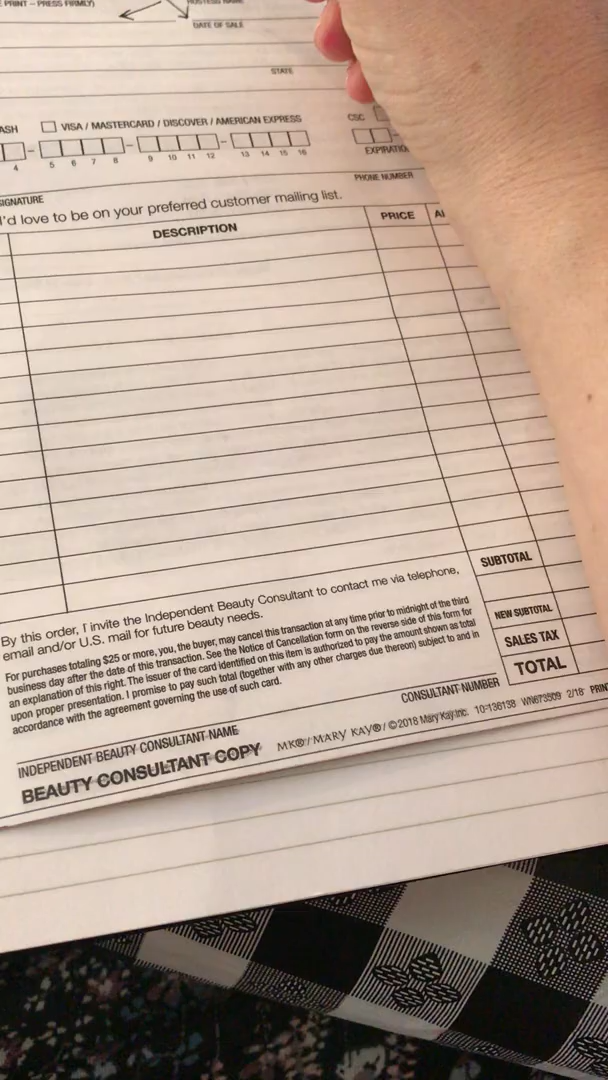 PRINT – PRESS FIRMLY)
HOSTESS NAME
DATE OF SALE
STATE
ASH VISA / MASTERCARD / DISCOVER / AMERICAN EXPRESS CSC
4 5 6 7 8 9 10 11 12 13 14 15 16
EXPIRATIO
SIGNATURE PHONE NUMBER
I'd love to be on your preferred customer mailing list.
DESCRIPTION PRICE
By this order, I invite the Independent Beauty Consultant to contact me via telephone,
email and/or U.S. mail for future beauty needs.
For purchases totaling $25 or more, you, the buyer, may cancel this transaction at any time prior to midnight of the third
business day after the date of this transaction. See the Notice of Cancellation form on the reverse side of this form for
an explanation of this right. The issuer of the card identified on this item is authorized to pay the amount shown as total
upon proper presentation. I promise to pay such total (together with any other charges due thereon) subject to and in
accordance with the agreement governing the use of such card.
SUBTOTAL
NEW SUBTOTAL
SALES TAX
TOTAL
INDEPENDENT BEAUTY CONSULTANT NAME CONSULTANT NUMBER
BEAUTY CONSULTANT COPY MK®/MARY KAY®/©2018 Mary Kay Inc. 10-136138 WN673509 2/18 PRIN